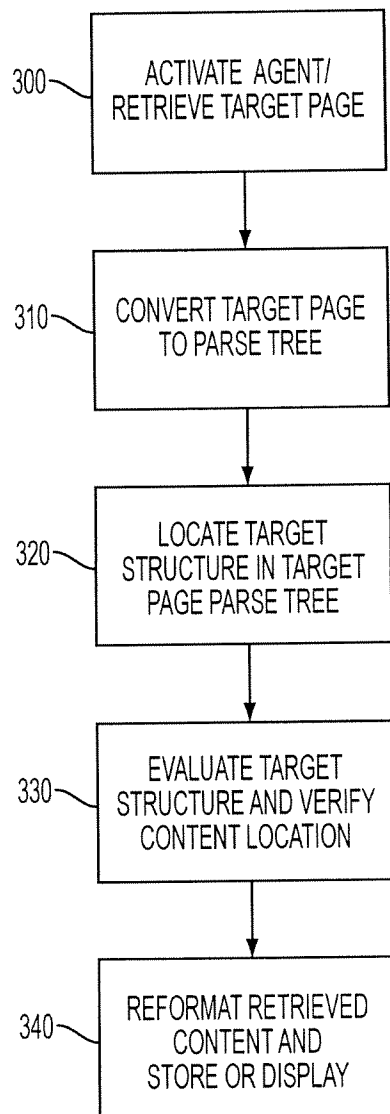 300
ACTIVATE AGENT/
RETRIEVE TARGET PAGE
310
CONVERT TARGET PAGE
TO PARSE TREE
320
LOCATE TARGET
STRUCTURE IN TARGET
PAGE PARSE TREE
330
EVALUATE TARGET
STRUCTURE AND VERIFY
CONTENT LOCATION
340
REFORMAT RETRIEVED
CONTENT AND
STORE OR DISPLAY